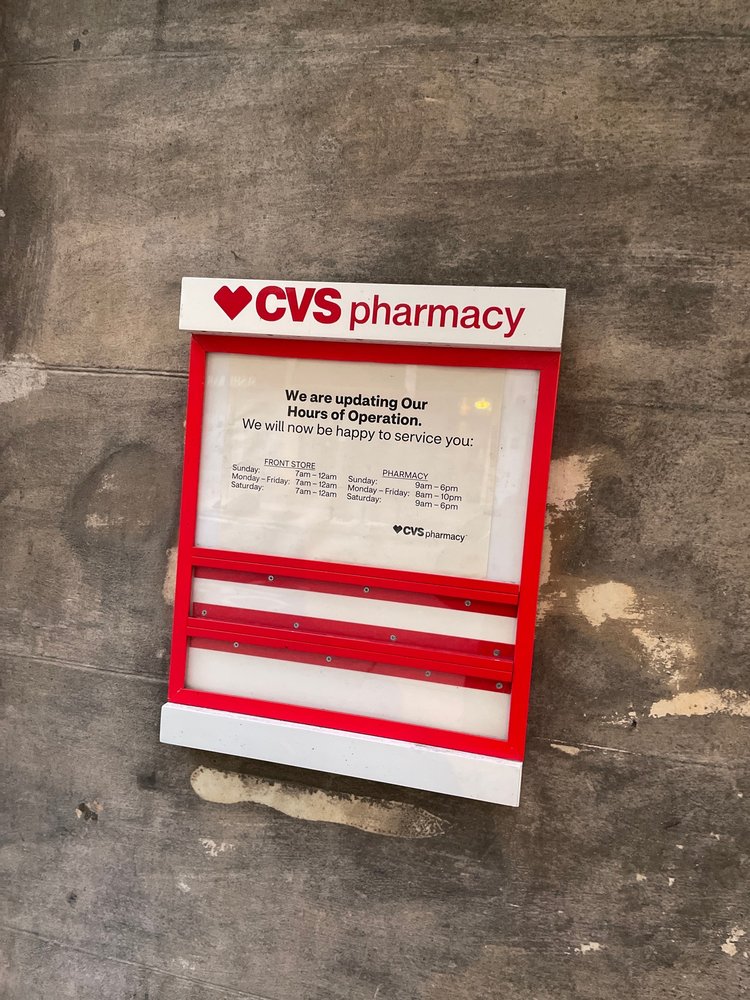 CVS pharmacy
We are updating Our
Hours of Operation.
We will now be happy to service you:
FRONT STORE
Sunday: 7am – 12am
Monday – Friday: 7am – 12am
Saturday: 7am – 12am
PHARMACY
Sunday: 9am – 6pm
Monday – Friday: 8am – 10pm
Saturday: 9am – 6pm
CVS pharmacy